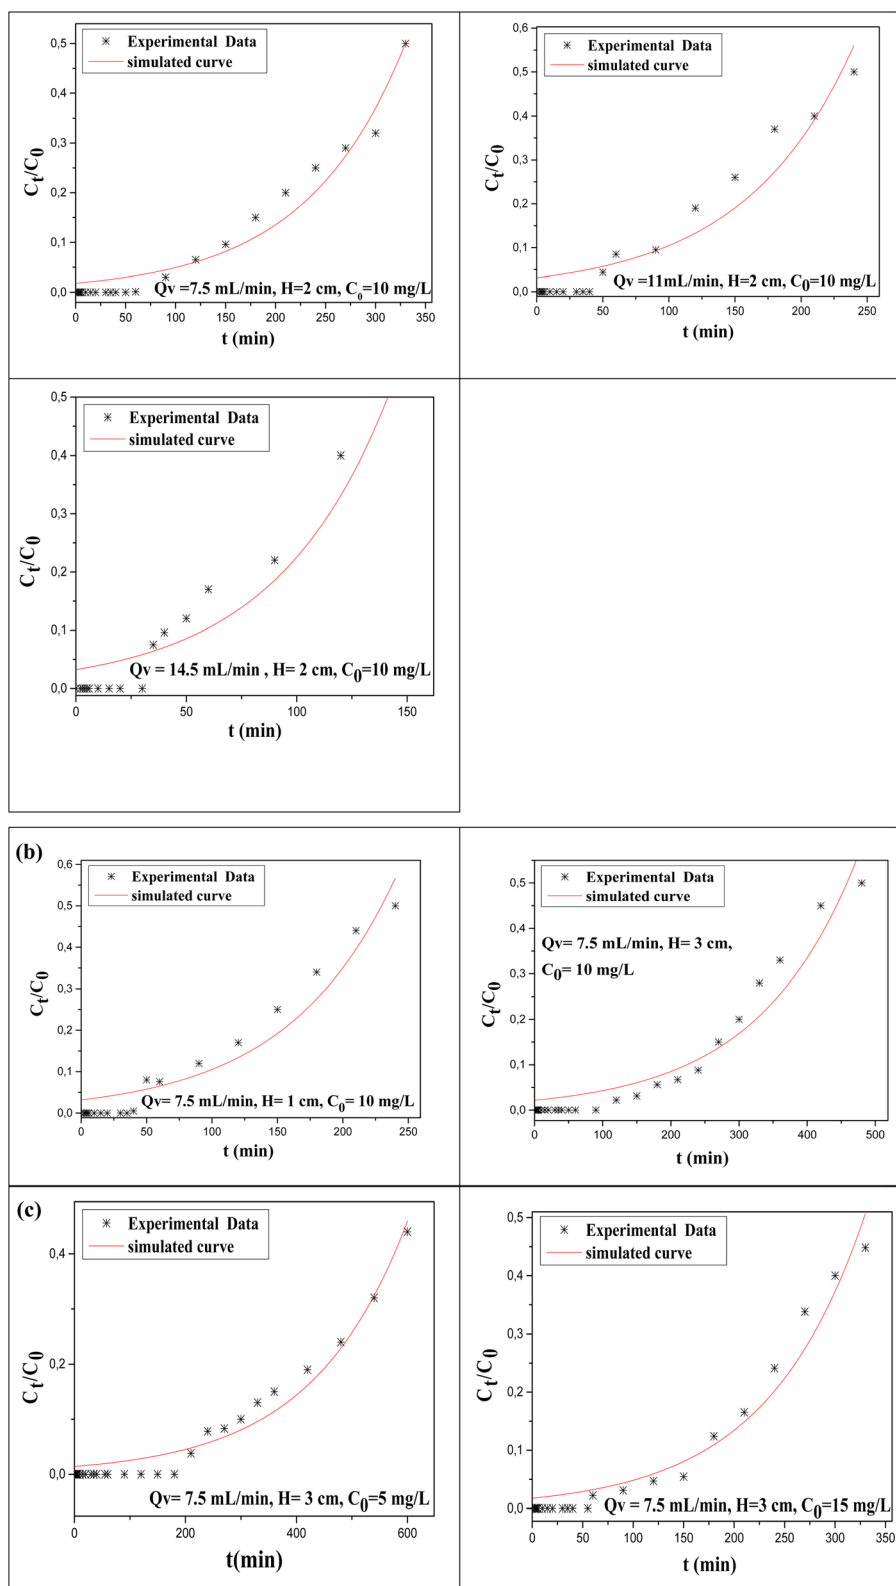 Experimental Data
simulated curve
0,5
0,4
0,3
0,2
0,1
0,0
Ct/C0
Qv =7.5 mL/min, H=2 cm, C0=10 mg/L
0 50 100 150 200 250 300 350
t (min)
Experimental Data
simulated curve
0,6
0,5
0,4
0,3
0,2
0,1
0,0
Ct/C0
Qv =11mL/min, H=2 cm, C0=10 mg/L
0 50 100 150 200 250
t (min)
Experimental Data
simulated curve
0,5
0,4
0,3
0,2
0,1
0,0
Ct/C0
Qv = 14.5 mL/min , H= 2 cm, C0=10 mg/L
0 50 100 150
t (min)
(b)
Experimental Data
simulated curve
0,6
0,5
0,4
0,3
0,2
0,1
0,0
Ct/C0
Qv= 7.5 mL/min, H= 1 cm, C0= 10 mg/L
0 50 100 150 200 250
t (min)
Experimental Data
simulated curve
Qv= 7.5 mL/min, H= 3 cm,
C0= 10 mg/L
0,5
0,4
0,3
0,2
0,1
0,0
Ct/C0
0 100 200 300 400 500
t (min)
(c)
Experimental Data
simulated curve
0,4
0,2
0,0
Ct/C0
Qv= 7.5 mL/min, H= 3 cm, C0=5 mg/L
0 200 400 600
t(min)
Experimental Data
simulated curve
0,5
0,4
0,3
0,2
0,1
0,0
Ct/C0
Qv= 7.5 mL/min, H=3 cm, C0=15 mg/L
0 50 100 150 200 250 300 350
t (min)